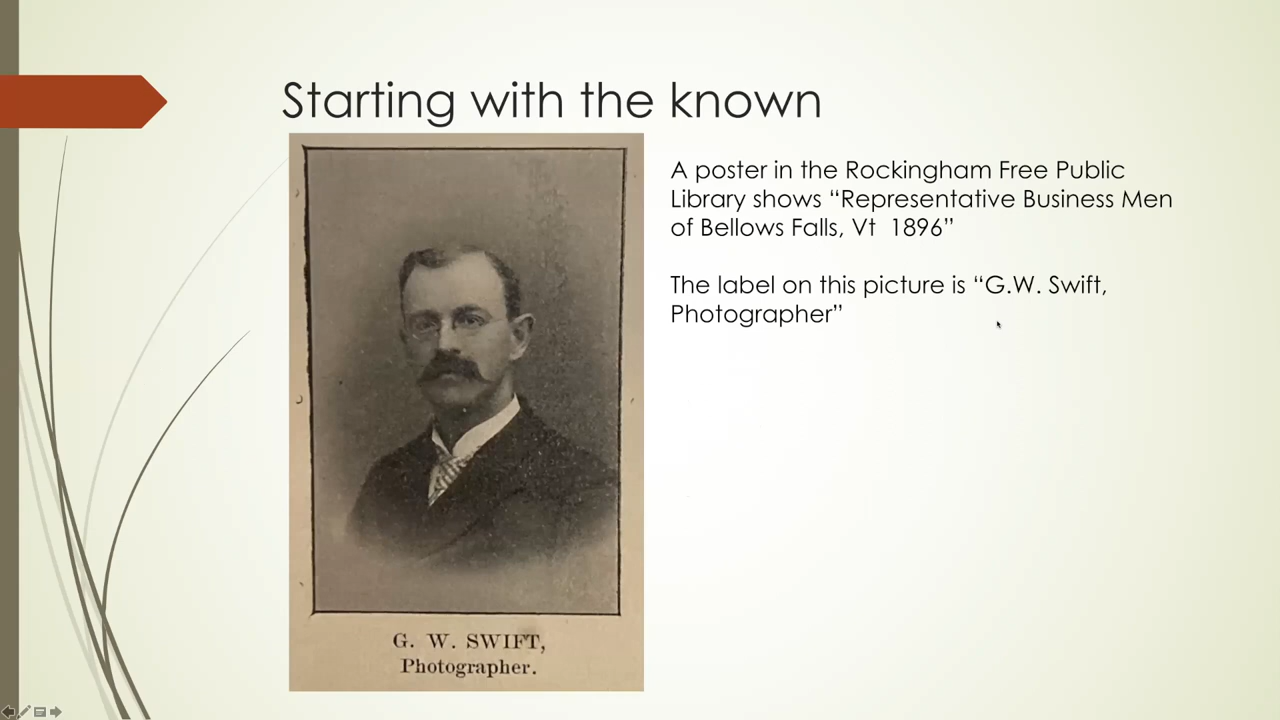 Starting with the known
A poster in the Rockingham Free Public
Library shows “Representative Business Men
of Bellows Falls, Vt  1896”
The label on this picture is “G.W. Swift,
Photographer”
G. W. SWIFT,
Photographer.